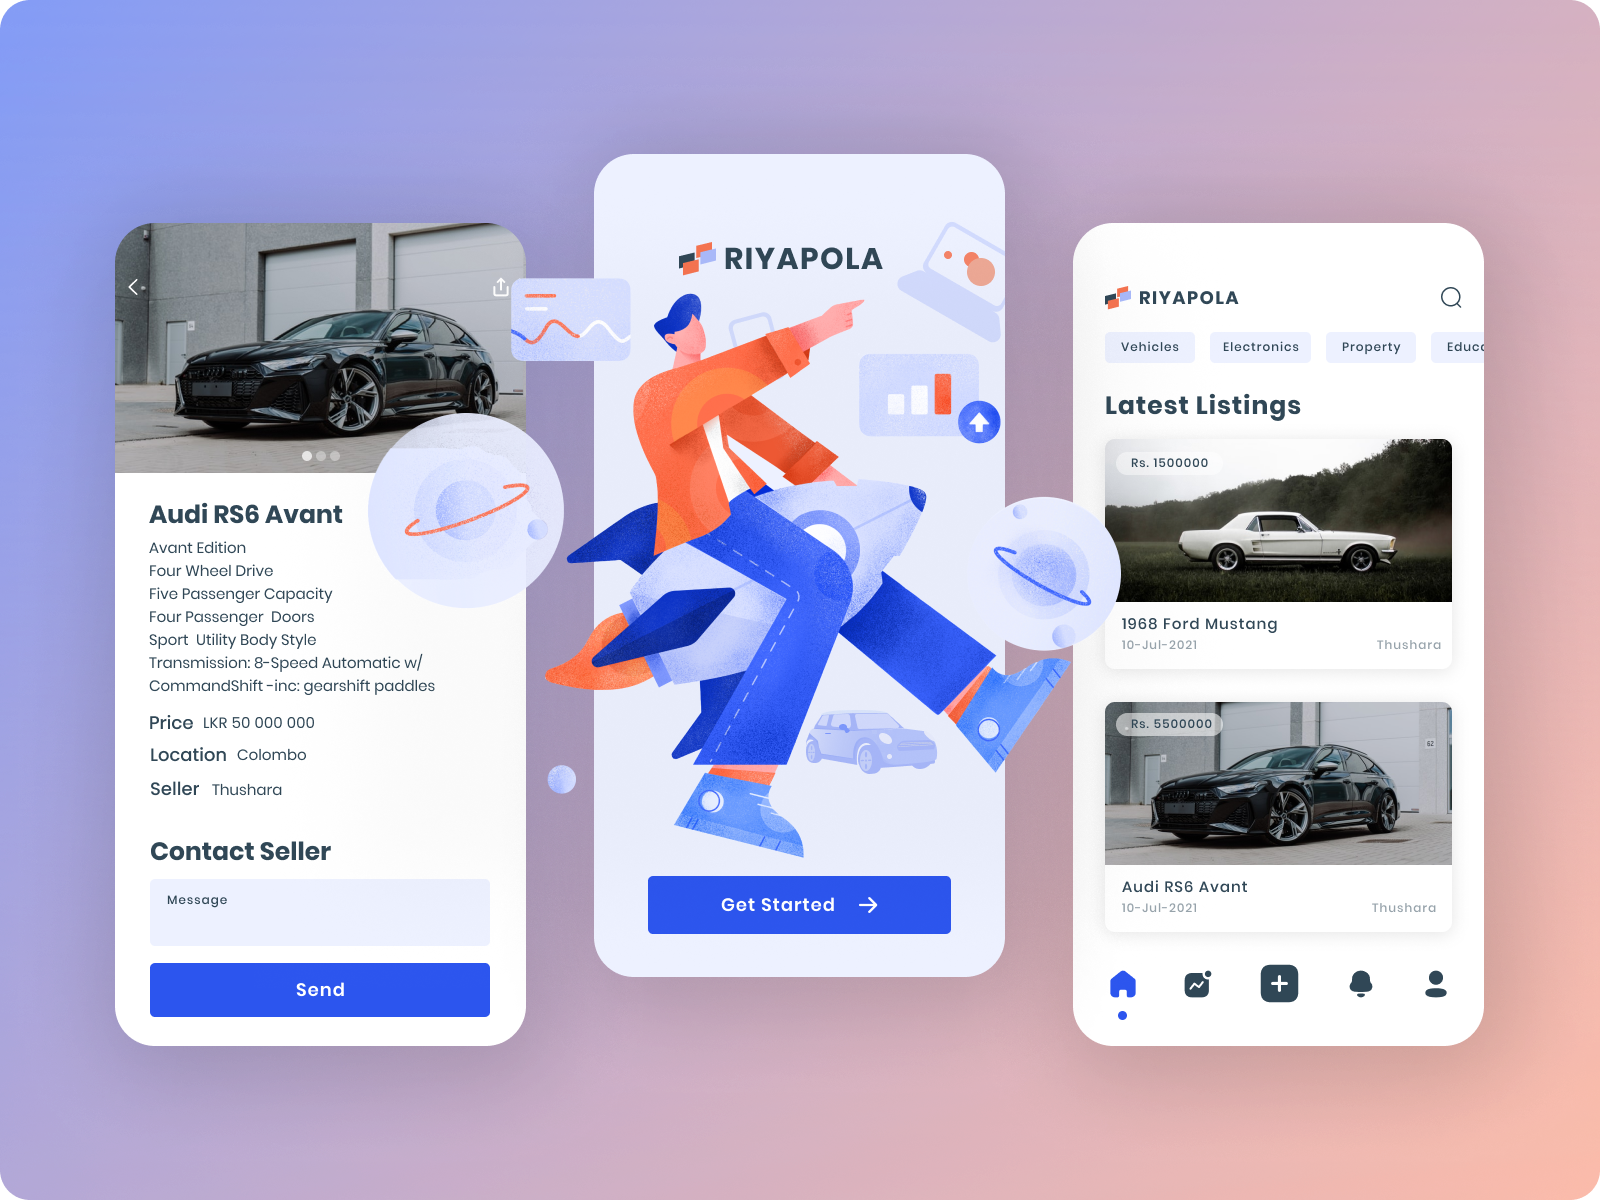 Audi RS6 Avant
Avant Edition
Four Wheel Drive
Five Passenger Capacity
Four Passenger Doors
Sport Utility Body Style
Transmission: 8-Speed Automatic w/
CommandShift -inc: gearshift paddles
Price LKR 50 000 000
Location Colombo
Seller Thushara
Contact Seller
Message
Send
RIYAPOLA
Get Started
RIYAPOLA
Vehicles Electronics Property Educa
Latest Listings
Rs. 1500000
1968 Ford Mustang
10-Jul-2021 Thushara
Rs. 5500000
62
Audi RS6 Avant
10-Jul-2021 Thushara